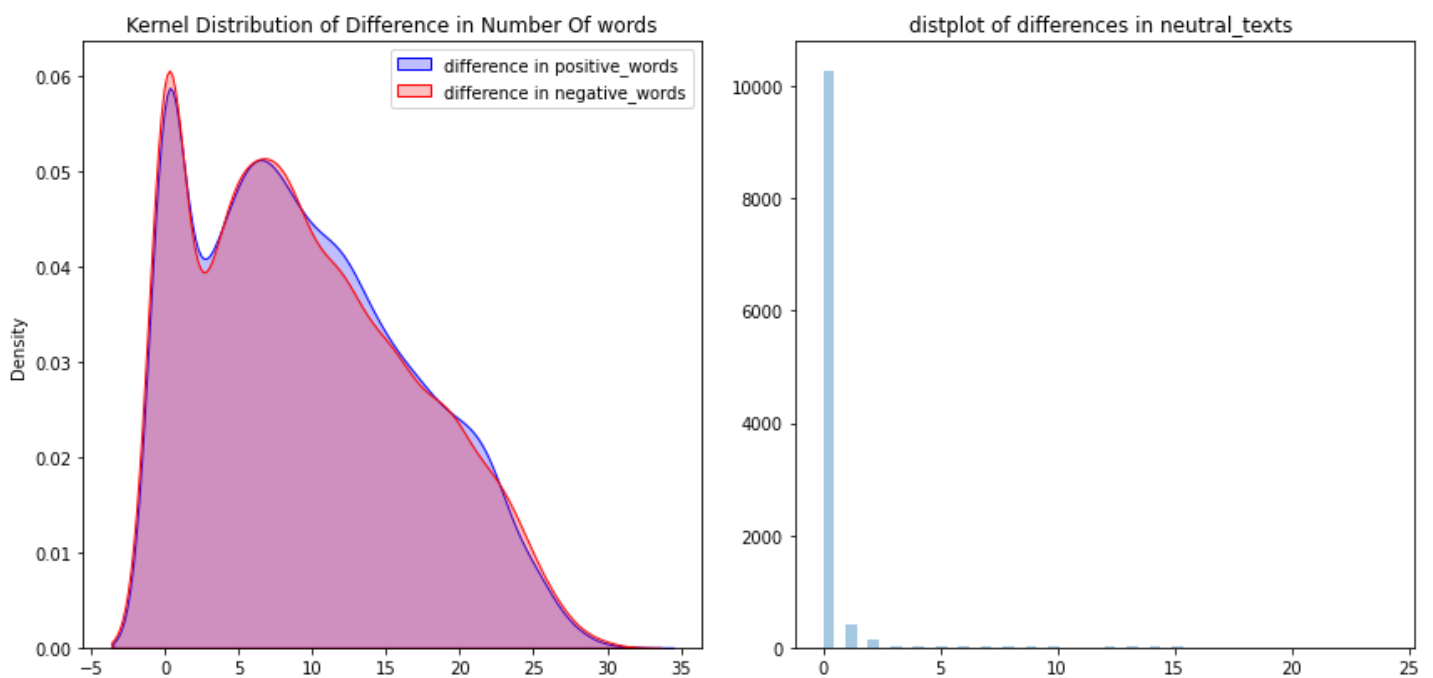 Kernel Distribution of Difference in Number Of words
difference in positive_words
difference in negative_words
Density
0.06
0.05
0.04
0.03
0.02
0.01
0.00
−5 0 5 10 15 20 25 30 35
distplot of differences in neutral_texts
10000
8000
6000
4000
2000
0
0 5 10 15 20 25